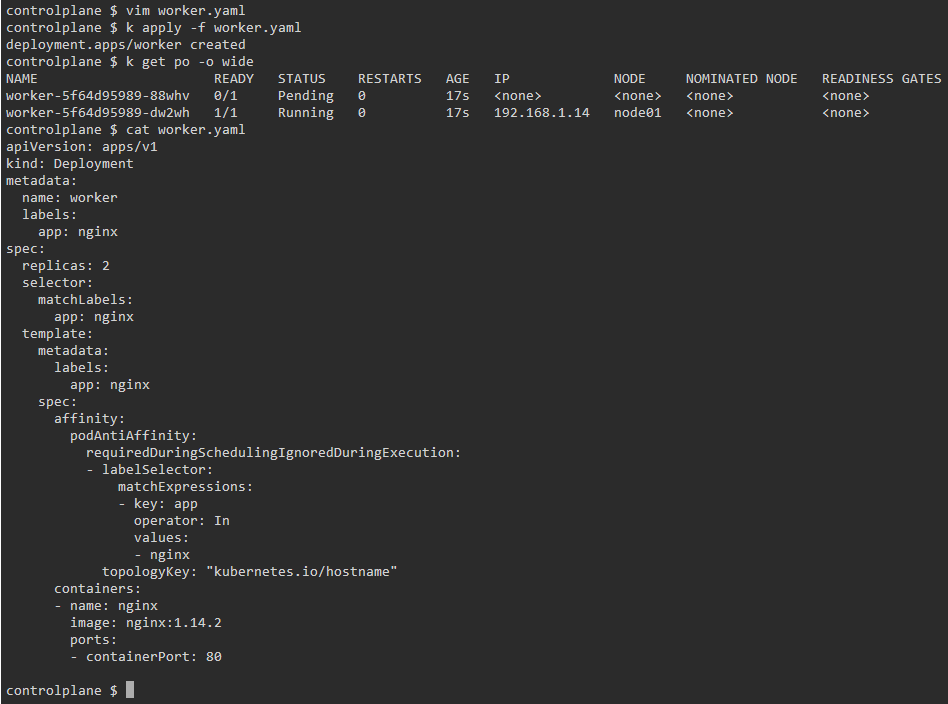 controlplane $ vim worker.yaml
controlplane $ k apply -f worker.yaml
deployment.apps/worker created
controlplane $ k get po -o wide
NAME                      READY   STATUS    RESTARTS   AGE   IP             NODE     NOMINATED NODE   READINESS GATES
worker-5f64d95989-88whv   0/1     Pending   0          17s   <none>         <none>   <none>           <none>
worker-5f64d95989-dw2wh   1/1     Running   0          17s   192.168.1.14   node01   <none>           <none>
controlplane $ cat worker.yaml
apiVersion: apps/v1
kind: Deployment
metadata:
  name: worker
  labels:
    app: nginx
spec:
  replicas: 2
  selector:
    matchLabels:
      app: nginx
  template:
    metadata:
      labels:
        app: nginx
    spec:
      affinity:
        podAntiAffinity:
          requiredDuringSchedulingIgnoredDuringExecution:
          - labelSelector:
              matchExpressions:
              - key: app
                operator: In
                values:
                - nginx
            topologyKey: "kubernetes.io/hostname"
      containers:
      - name: nginx
        image: nginx:1.14.2
        ports:
        - containerPort: 80

controlplane $